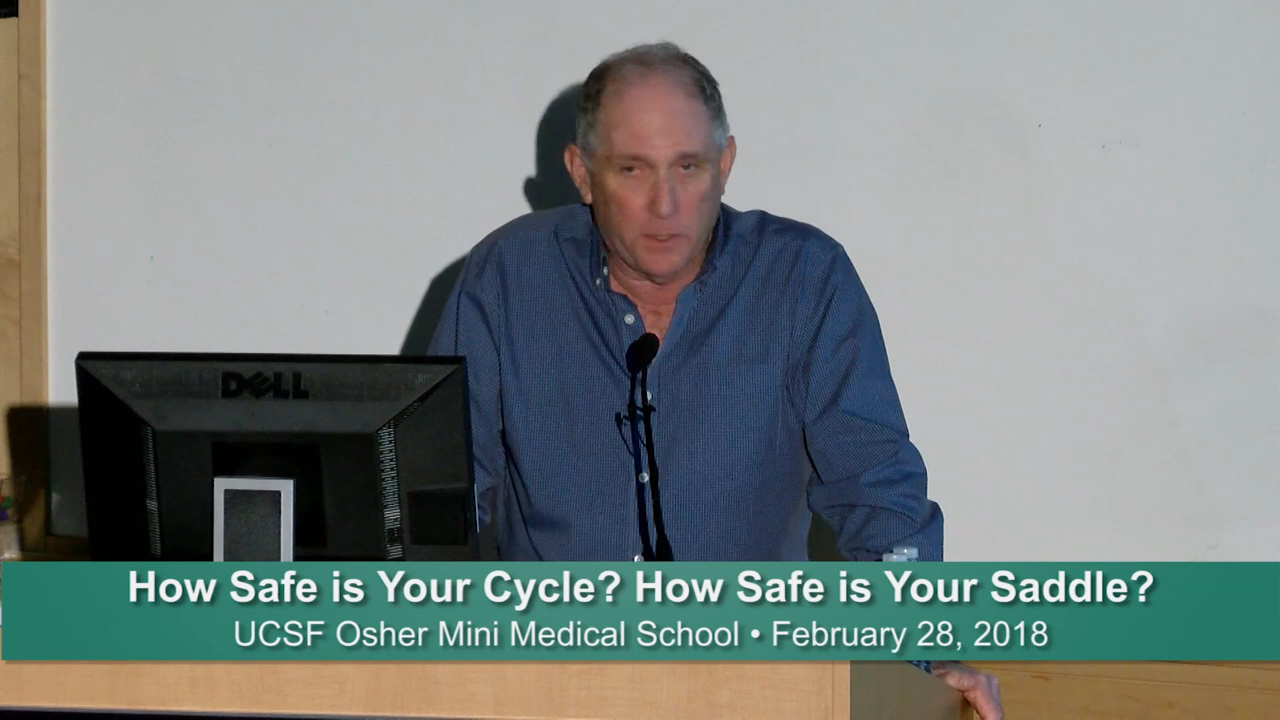 DELL
How Safe is Your Cycle? How Safe is Your Saddle?
UCSF Osher Mini Medical School • February 28, 2018